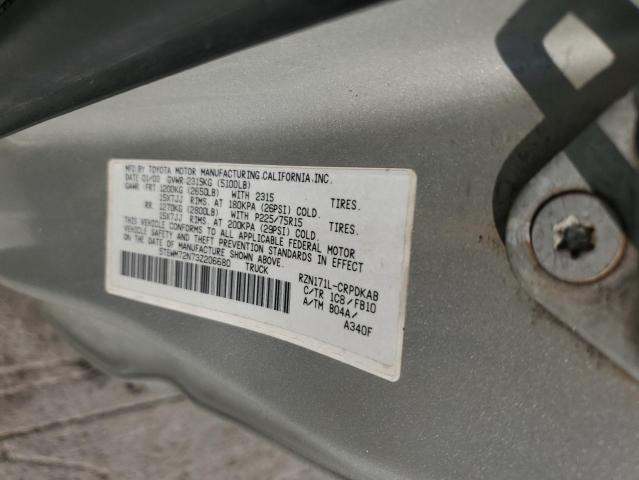 MFD.BY TOYOTA MOTOR MANUFACTURING,CALIFORNIA,INC.
DATE 01/03 GVWR 2315KG (5100LB)
GAWR FRT 1200KG (2650LB) WITH 2315 TIRES.
15X7JJ RIMS. AT 180KPA (26PSI) COLD.
RR 1270KG (2800LB) WITH P225/75R15 TIRES.
15X7JJ RIMS. AT 200KPA (29PSI) COLD.
THIS VEHICLE CONFORMS TO ALL APPLICABLE FEDERAL MOTOR
VEHICLE SAFETY AND THEFT PREVENTION STANDARDS IN EFFECT
ON THE DATE OF MANUFACTURE SHOWN ABOVE.
5TEWM72N73Z206680 TRUCK
RZN171L-CRPDKAB
C/TR 1C8/FB10
A/TM B04A/
A340F